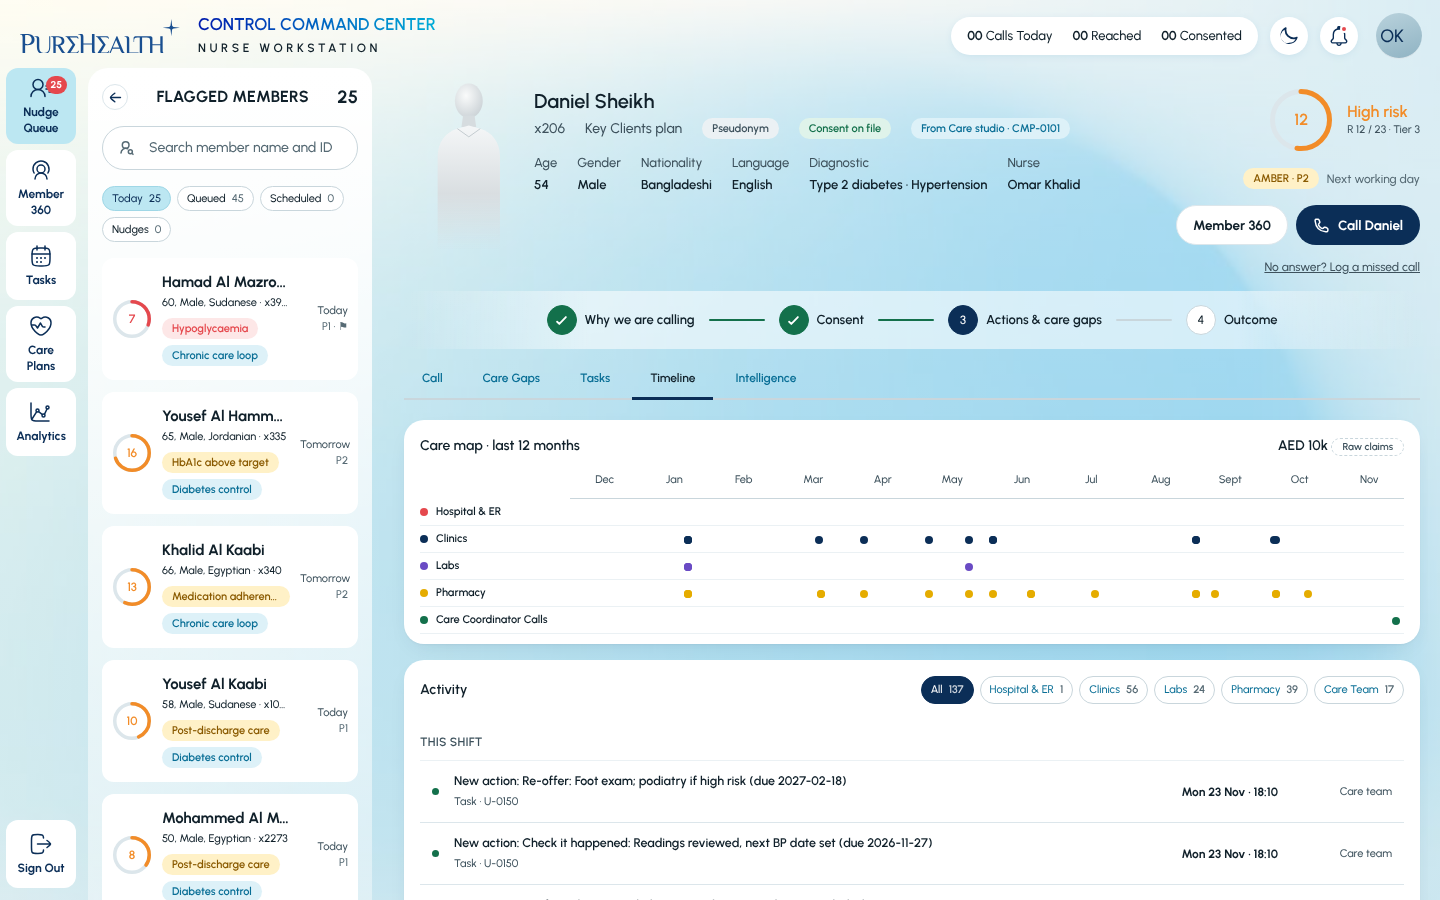 PUREHEALTH
CONTROL COMMAND CENTER
NURSE WORKSTATION
00 Calls Today
00 Reached
00 Consented
OK
25
Nudge
Queue
Member
360
Tasks
Care
Plans
Analytics
Sign Out
FLAGGED MEMBERS 25
Search member name and ID
Today 25
Queued 45
Scheduled 0
Nudges 0
7
Hamad Al Mazro...
60, Male, Sudanese · x39...
Hypoglycaemia
Chronic care loop
Today
P1 · ⚑
16
Yousef Al Hamm...
65, Male, Jordanian · x335
HbA1c above target
Diabetes control
Tomorrow
P2
13
Khalid Al Kaabi
66, Male, Egyptian · x340
Medication adheren...
Chronic care loop
Tomorrow
P2
10
Yousef Al Kaabi
58, Male, Sudanese · x10...
Post-discharge care
Diabetes control
Today
P1
8
Mohammed Al M...
50, Male, Egyptian · x2273
Post-discharge care
Diabetes control
Today
P1
Daniel Sheikh
x206 Key Clients plan Pseudonym Consent on file From Care studio · CMP-0101
Age Gender Nationality Language Diagnostic Nurse
54 Male Bangladeshi English Type 2 diabetes · Hypertension Omar Khalid
12
High risk
R 12 / 23 · Tier 3
AMBER · P2 Next working day
Member 360
Call Daniel
No answer? Log a missed call
Why we are calling
Consent
3 Actions & care gaps
4 Outcome
Call Care Gaps Tasks Timeline Intelligence
Care map · last 12 months
AED 10k Raw claims
Dec Jan Feb Mar Apr May Jun Jul Aug Sept Oct Nov
Hospital & ER
Clinics
Labs
Pharmacy
Care Coordinator Calls
Activity
All 137
Hospital & ER 1
Clinics 56
Labs 24
Pharmacy 39
Care Team 17
THIS SHIFT
New action: Re-offer: Foot exam; podiatry if high risk (due 2027-02-18)
Task · U-0150
Mon 23 Nov · 18:10
Care team
New action: Check it happened: Readings reviewed, next BP date set (due 2026-11-27)
Task · U-0150
Mon 23 Nov · 18:10
Care team